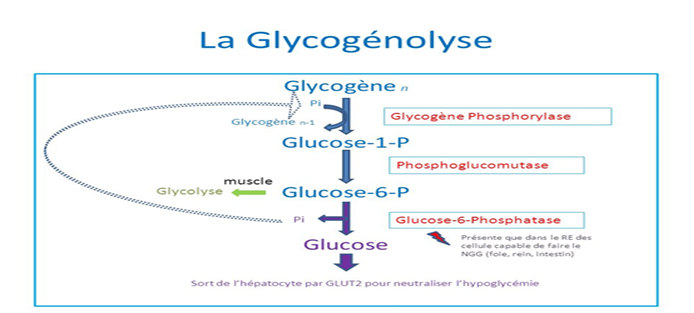 La Glycogénolyse
Glycogène n
Pi
Glycogène n-1
Glycogène Phosphorylase
Glucose-1-P
Phosphoglucomutase
muscle
Glycolyse
Glucose-6-P
Pi
Glucose-6-Phosphatase
Glucose
Présente que dans le RE des
cellule capable de faire le
NGG (foie, rein, intestin)
Sort de l'hépatocyte par GLUT2 pour neutraliser l'hypoglycémie